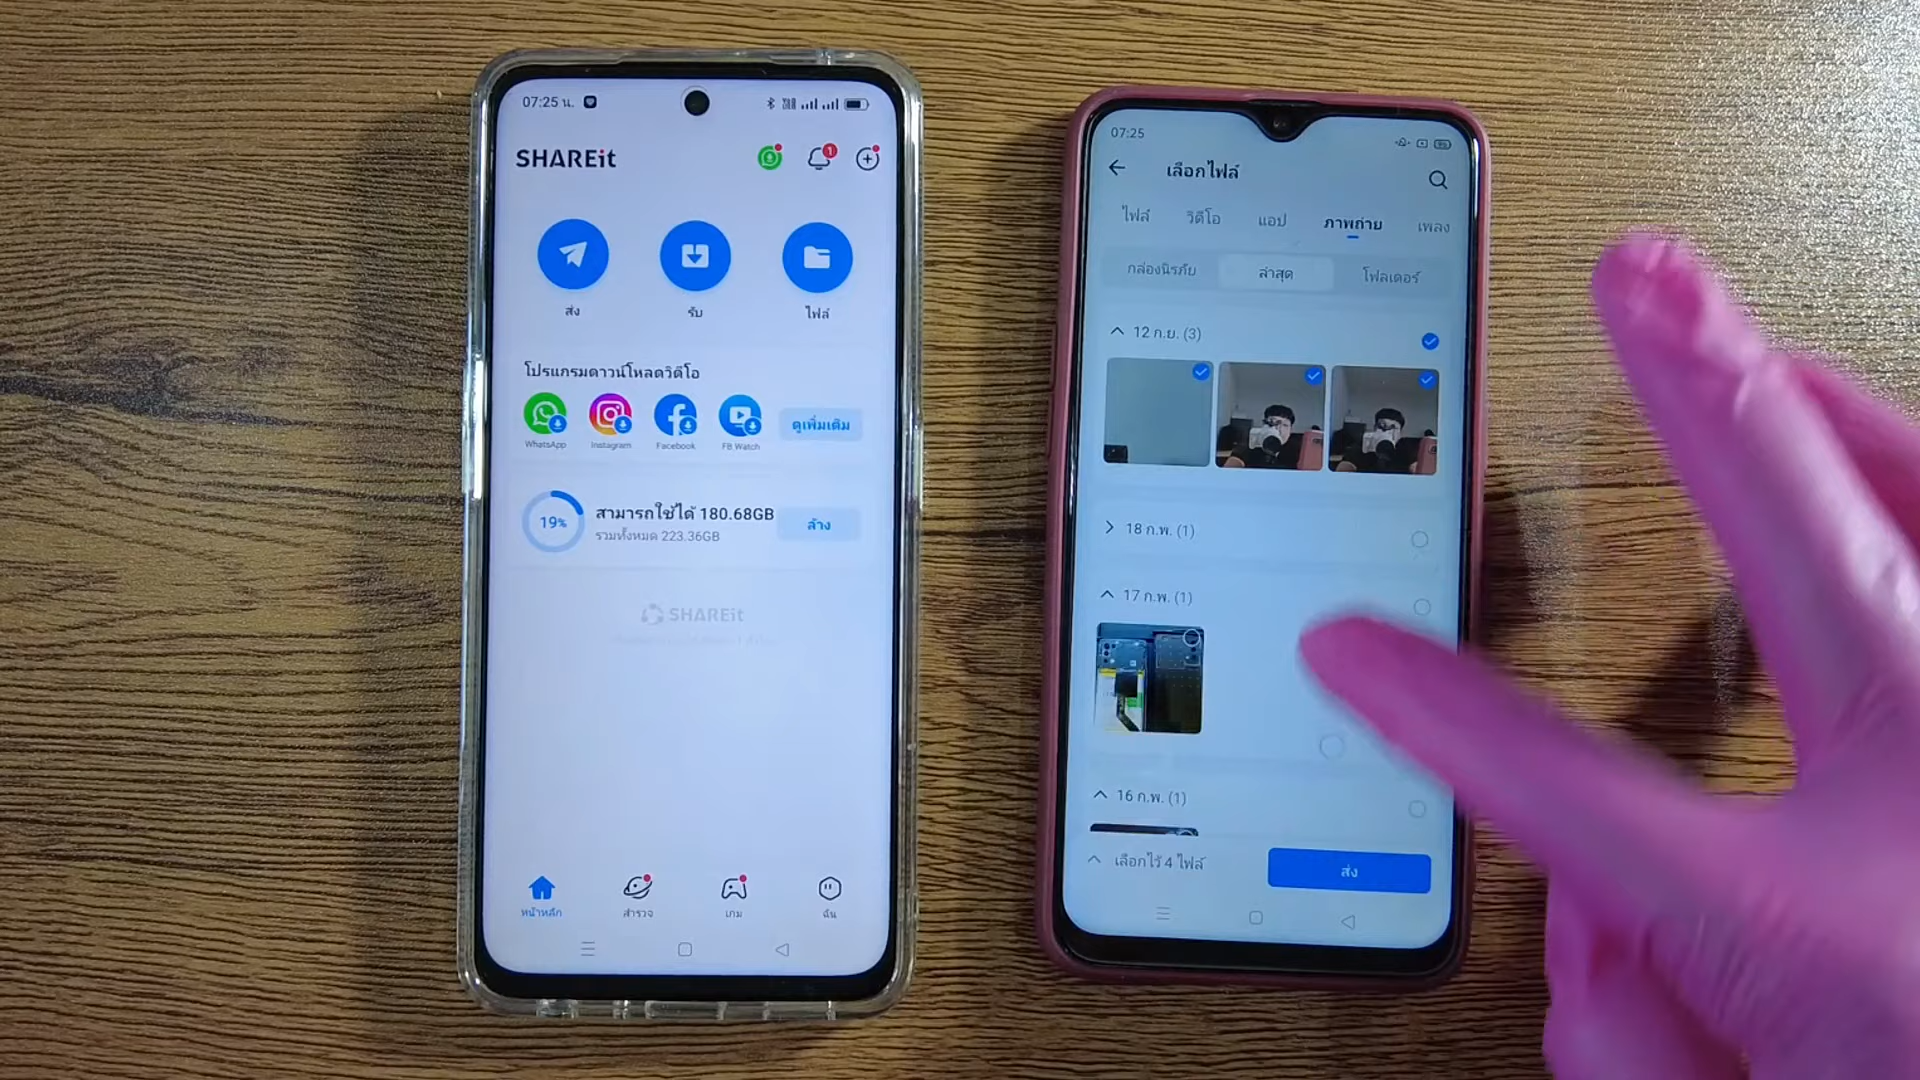 07:25 น.
SHAREit
1
ส่ง
รับ
ไฟล์
โปรแกรมดาวน์โหลดวิดีโอ
WhatsApp
Instagram
Facebook
FB Watch
ดูเพิ่มเติม
19%
สามารถใช้ได้ 180.68GB
รวมทั้งหมด 223.36GB
ล้าง
SHAREit
หน้าหลัก
สำรวจ
เกม
ฉัน
07:25
เลือกไฟล์
ไฟล์
วิดีโอ
แอป
ภาพถ่าย
เพลง
กล่องนิรภัย
ล่าสุด
โฟลเดอร์
12 ก.ย. (3)
18 ก.พ. (1)
17 ก.พ. (1)
16 ก.พ. (1)
เลือกไว้ 4 ไฟล์
ส่ง